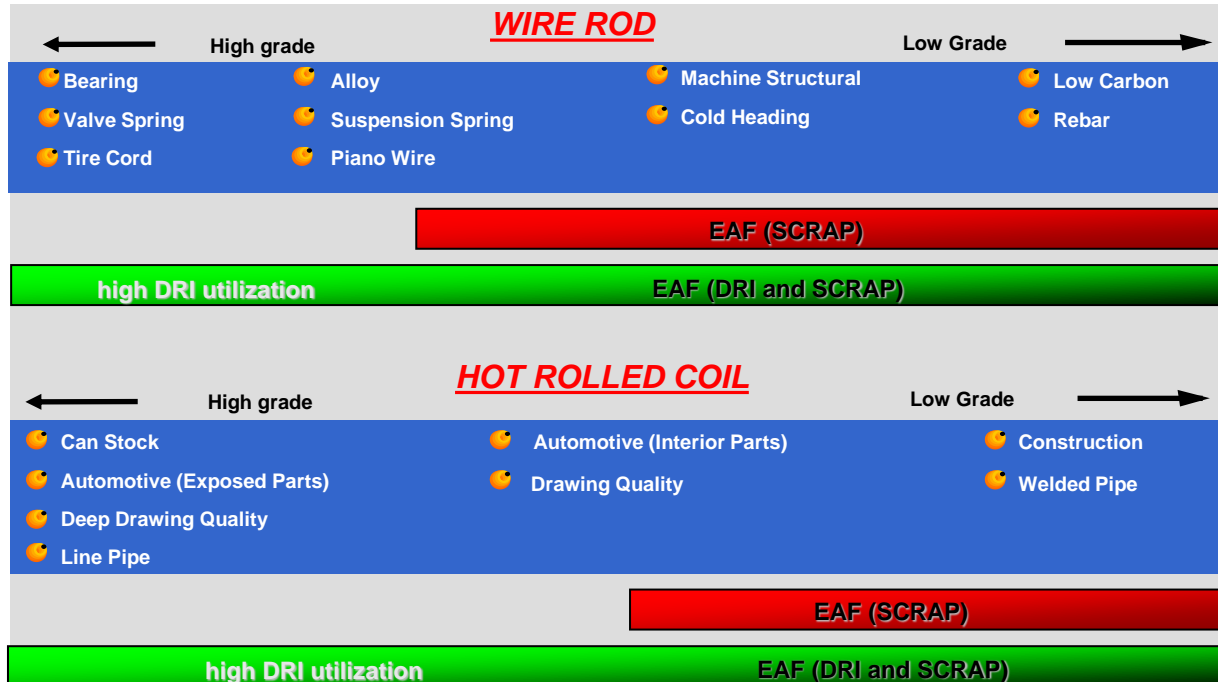 WIRE ROD
High grade
Low Grade
Bearing
Alloy
Machine Structural
Low Carbon
Valve Spring
Suspension Spring
Cold Heading
Rebar
Tire Cord
Piano Wire
EAF (SCRAP)
high DRI utilization
EAF (DRI and SCRAP)
HOT ROLLED COIL
High grade
Low Grade
Can Stock
Automotive (Interior Parts)
Construction
Automotive (Exposed Parts)
Drawing Quality
Welded Pipe
Deep Drawing Quality
Line Pipe
EAF (SCRAP)
high DRI utilization
EAF (DRI and SCRAP)